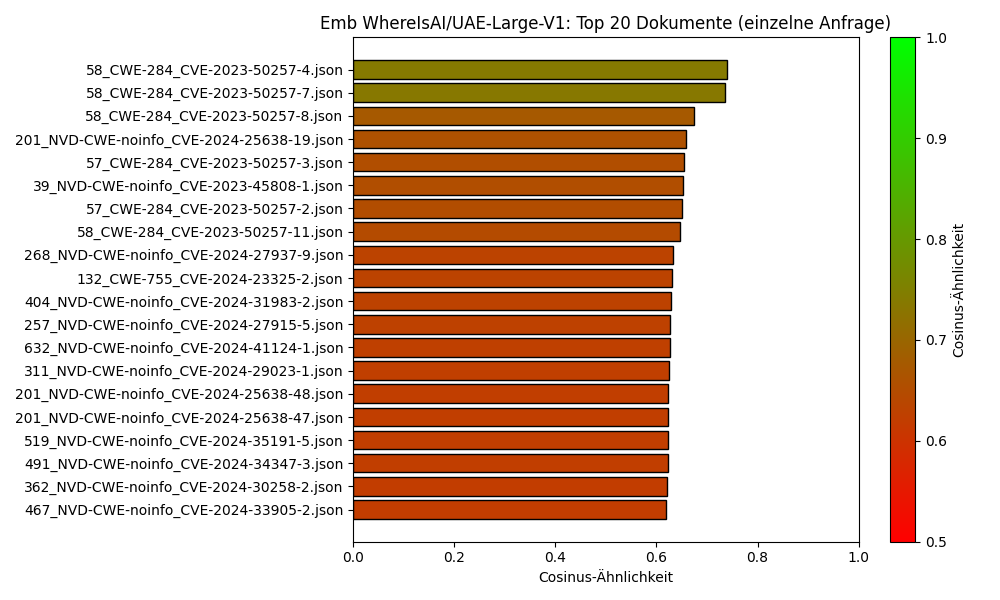 Emb WhereIsAI/UAE-Large-V1: Top 20 Dokumente (einzelne Anfrage)
58_CWE-284_CVE-2023-50257-4.json
58_CWE-284_CVE-2023-50257-7.json
58_CWE-284_CVE-2023-50257-8.json
201_NVD-CWE-noinfo_CVE-2024-25638-19.json
57_CWE-284_CVE-2023-50257-3.json
39_NVD-CWE-noinfo_CVE-2023-45808-1.json
57_CWE-284_CVE-2023-50257-2.json
58_CWE-284_CVE-2023-50257-11.json
268_NVD-CWE-noinfo_CVE-2024-27937-9.json
132_CWE-755_CVE-2024-23325-2.json
404_NVD-CWE-noinfo_CVE-2024-31983-2.json
257_NVD-CWE-noinfo_CVE-2024-27915-5.json
632_NVD-CWE-noinfo_CVE-2024-41124-1.json
311_NVD-CWE-noinfo_CVE-2024-29023-1.json
201_NVD-CWE-noinfo_CVE-2024-25638-48.json
201_NVD-CWE-noinfo_CVE-2024-25638-47.json
519_NVD-CWE-noinfo_CVE-2024-35191-5.json
491_NVD-CWE-noinfo_CVE-2024-34347-3.json
362_NVD-CWE-noinfo_CVE-2024-30258-2.json
467_NVD-CWE-noinfo_CVE-2024-33905-2.json
0.0 0.2 0.4 0.6 0.8 1.0
Cosinus-Ähnlichkeit
1.0
0.9
0.8
0.7
0.6
0.5
Cosinus-Ähnlichkeit